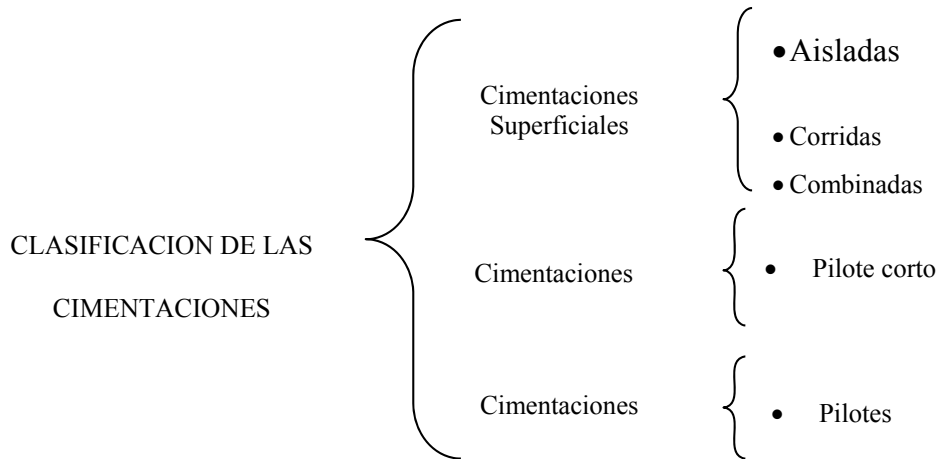 CLASIFICACION DE LAS
CIMENTACIONES
Cimentaciones
Superficiales
• Aisladas
• Corridas
• Combinadas
Cimentaciones
• Pilote corto
Cimentaciones
• Pilotes